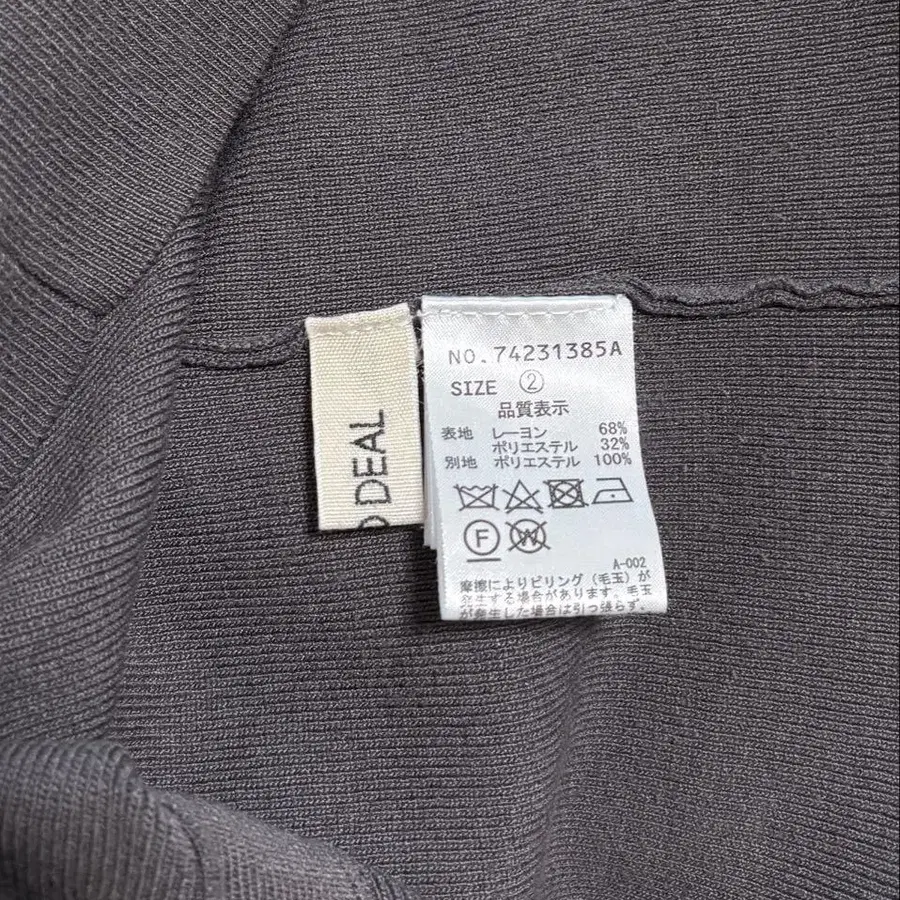 DEAL
NO.74231385A
SIZE ②
品質表示
表地 レーヨン 68%
ポリエステル 32%
別地 ポリエステル 100%
F W
A-002
摩擦によりピリング（毛玉）が
発生する場合があります。毛玉
が発生した場合は引っ張らず、